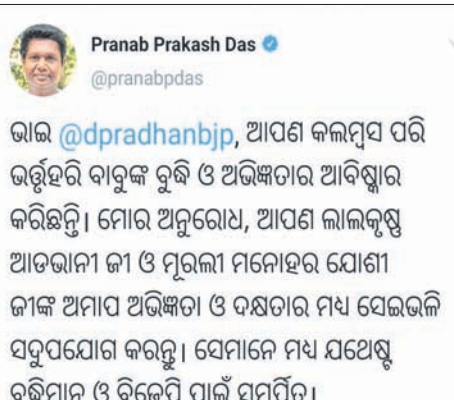 Pranab Prakash Das
@pranabpdas
ଭାଇ @dpradhanbjp, ଆପଣ କଲମ୍ବସ ପରି
ଭର୍ତ୍ତୃହରି ବାବୁଙ୍କ ବୁଦ୍ଧି ଓ ଅଭିଜ୍ଞତାର ଆବିଷ୍କାର
କରିଛନ୍ତି। ମୋର ଅନୁରୋଧ, ଆପଣ ଲାଲକୃଷ୍ଣ
ଆଡଭାନୀ ଜୀ ଓ ମୂରଲୀ ମନୋହର ଯୋଶୀ
ଜୀଙ୍କ ଅମାପ ଅଭିଜ୍ଞତା ଓ ଦକ୍ଷତାର ମଧ୍ୟ ସେଇଭଳି
ସଦୁପଯୋଗ କରନ୍ତୁ। ସେମାନେ ମଧ୍ୟ ଯଥେଷ୍ଟ
ବୁଦ୍ଧିମାନ ଓ ବିଜେପି ପାଇଁ ସମର୍ପିତ।